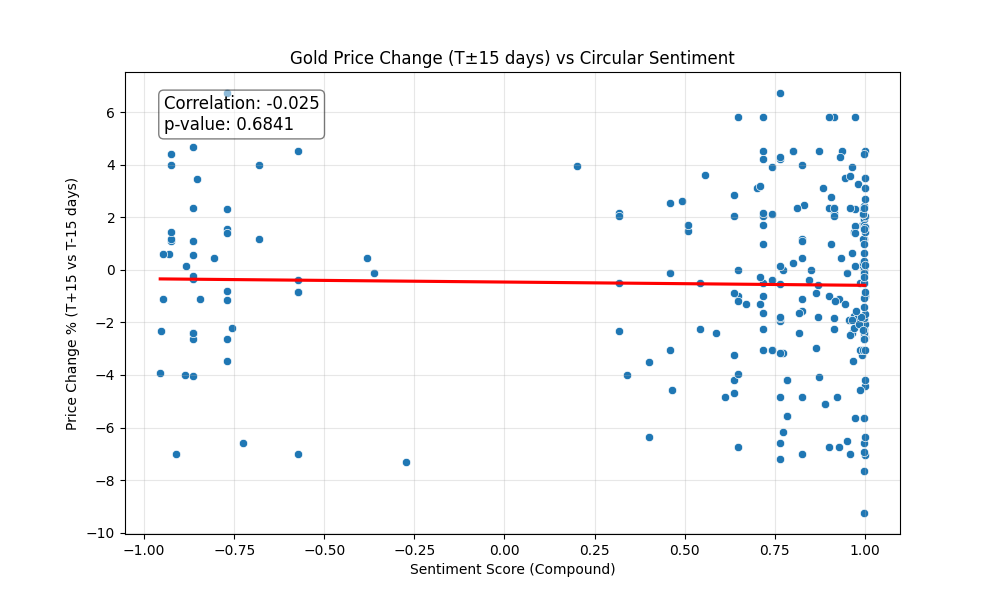 Gold Price Change (T±15 days) vs Circular Sentiment
Correlation: -0.025
p-value: 0.6841
Price Change % (T+15 vs T-15 days)
6
4
2
0
−2
−4
−6
−8
−10
−1.00 −0.75 −0.50 −0.25 0.00 0.25 0.50 0.75 1.00
Sentiment Score (Compound)